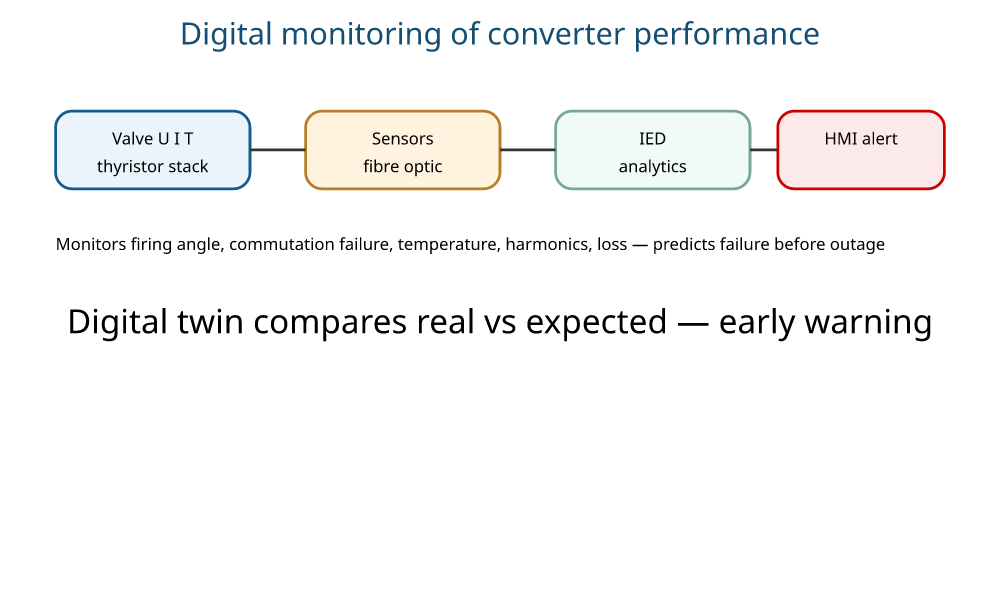 Digital monitoring of converter performance
Valve U I T
thyristor stack
Sensors
fibre optic
IED
analytics
HMI alert
Monitors firing angle, commutation failure, temperature, harmonics, loss — predicts failure before outage
Digital twin compares real vs expected — early warning